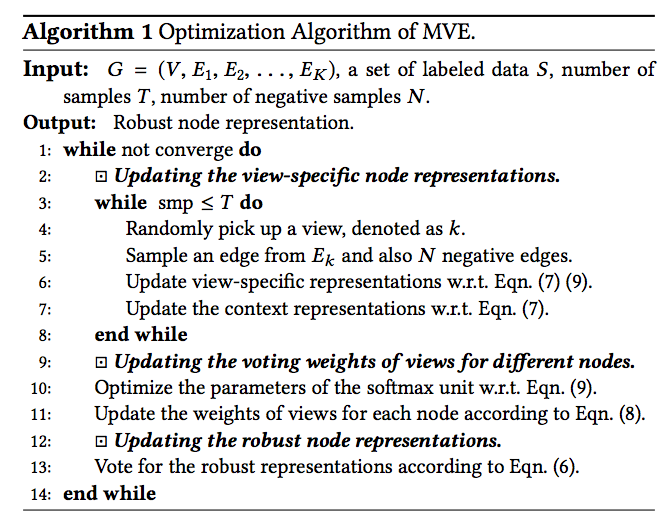 Algorithm 1 Optimization Algorithm of MVE.
Input: G = (V, E₁, E₂, . . . , E_K), a set of labeled data S, number of
samples T, number of negative samples N.
Output: Robust node representation.
1: while not converge do
2: ⊡ Updating the view-specific node representations.
3: while smp ≤ T do
4: Randomly pick up a view, denoted as k.
5: Sample an edge from E_k and also N negative edges.
6: Update view-specific representations w.r.t. Eqn. (7) (9).
7: Update the context representations w.r.t. Eqn. (7).
8: end while
9: ⊡ Updating the voting weights of views for different nodes.
10: Optimize the parameters of the softmax unit w.r.t. Eqn. (9).
11: Update the weights of views for each node according to Eqn. (8).
12: ⊡ Updating the robust node representations.
13: Vote for the robust representations according to Eqn. (6).
14: end while